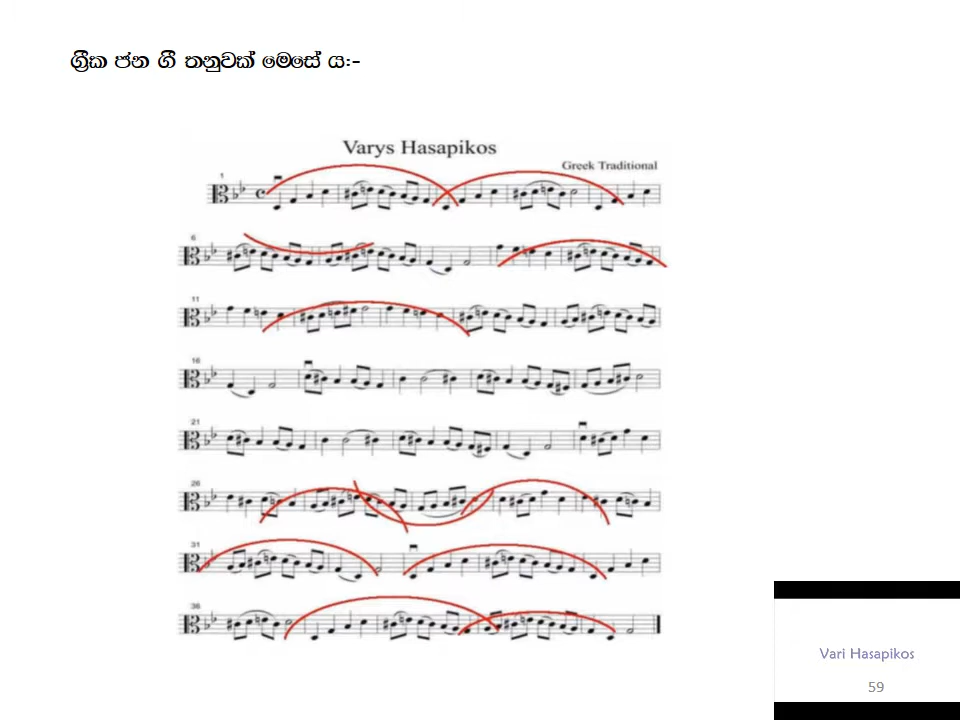 ග්‍රීක ජන ගී තනුවක් මෙසේ ය:-
Varys Hasapikos
Greek Traditional
1
6
11
16
21
26
31
36
Vari Hasapikos
59